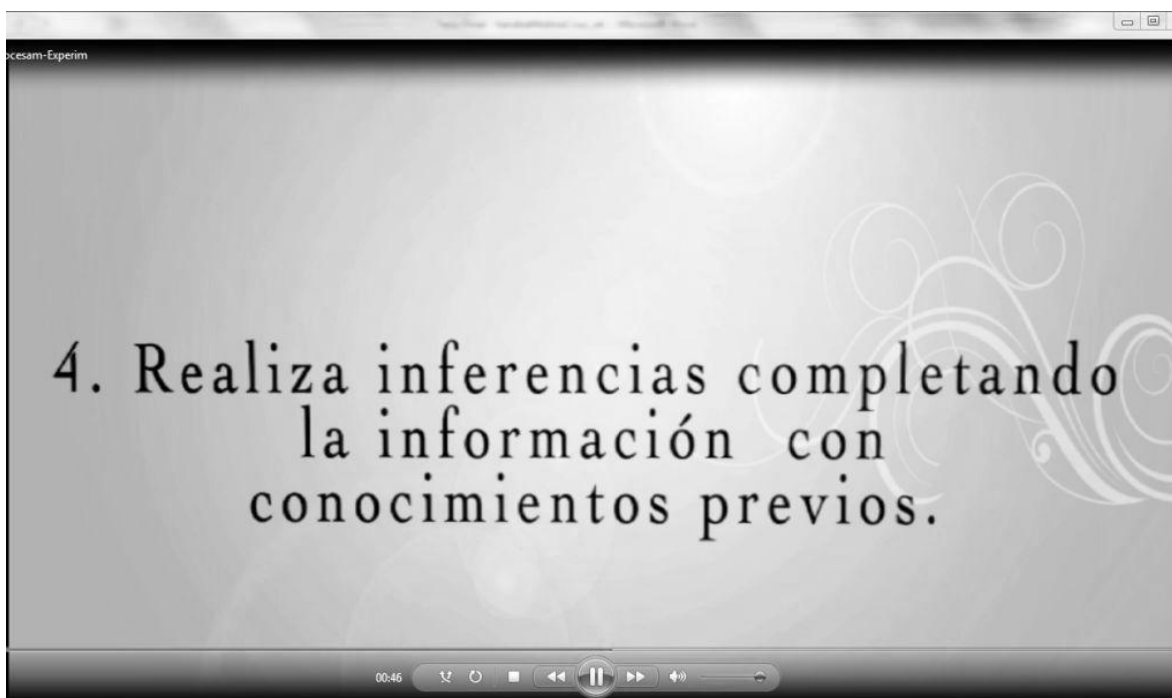 ocesam-Experim
4. Realiza inferencias completando
la información con
conocimientos previos.
00:46